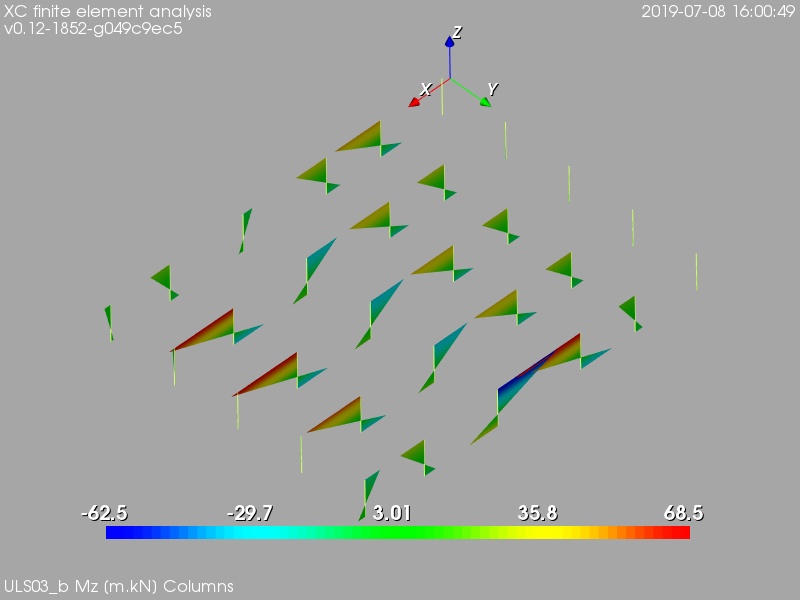 XC finite element analysis
v0.12-1852-g049c9ec5
2019-07-08 16:00:49
Z
X
Y
-62.5
-29.7
3.01
35.8
68.5
ULS03_b Mz [m.kN] Columns